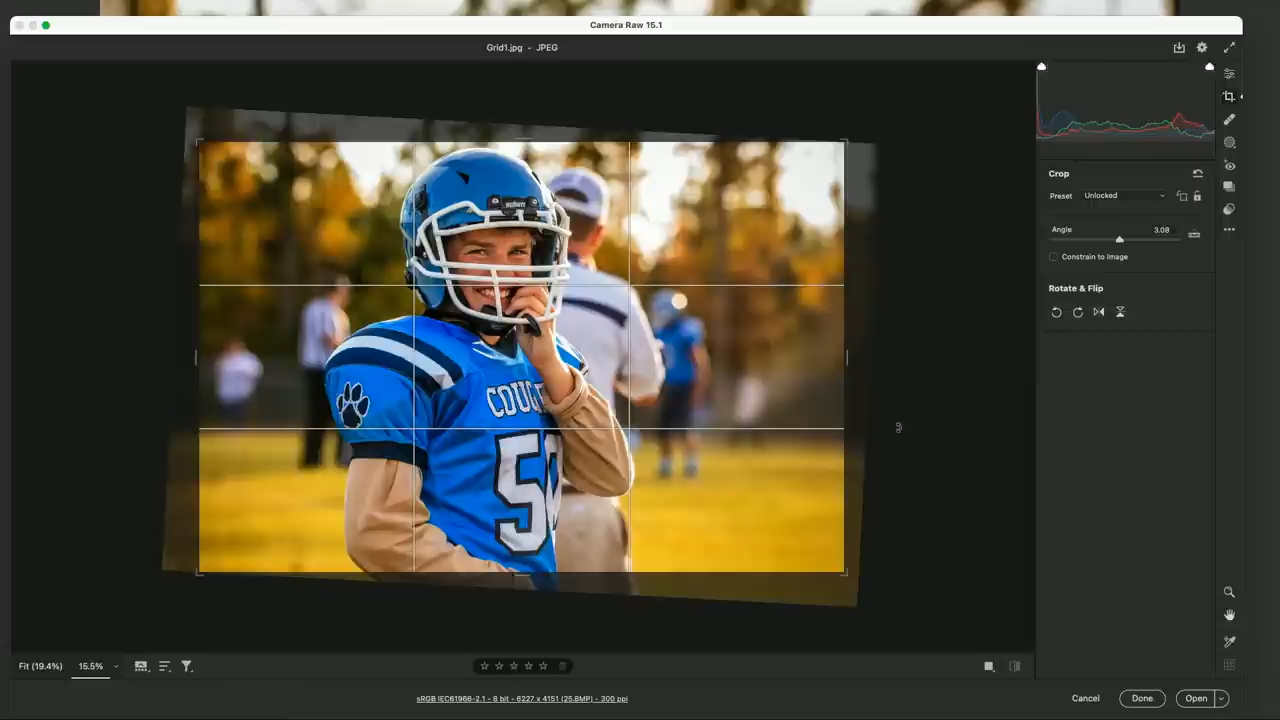 Camera Raw 15.1
Grid1.jpg - JPEG
Crop
Preset Unlocked
Angle 3.08
Constrain to Image
Rotate & Flip
COUG
50
Fit (19.4%) 15.5%
sRGB IEC61966-2.1 - 8 bit - 6227 x 4151 (25.8MP) - 300 ppi
Cancel Done Open